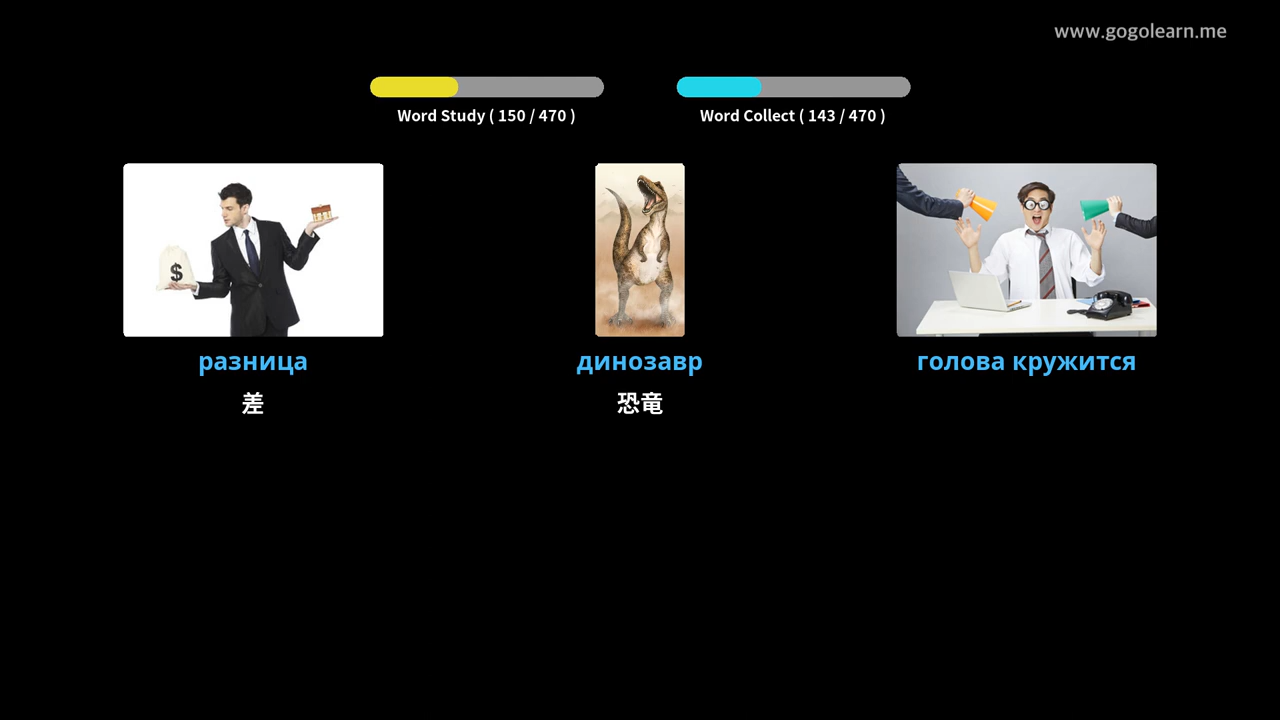 www.gogolearn.me
Word Study ( 150 / 470 )
Word Collect ( 143 / 470 )
$
разница
динозавр
голова кружится
差
恐竜